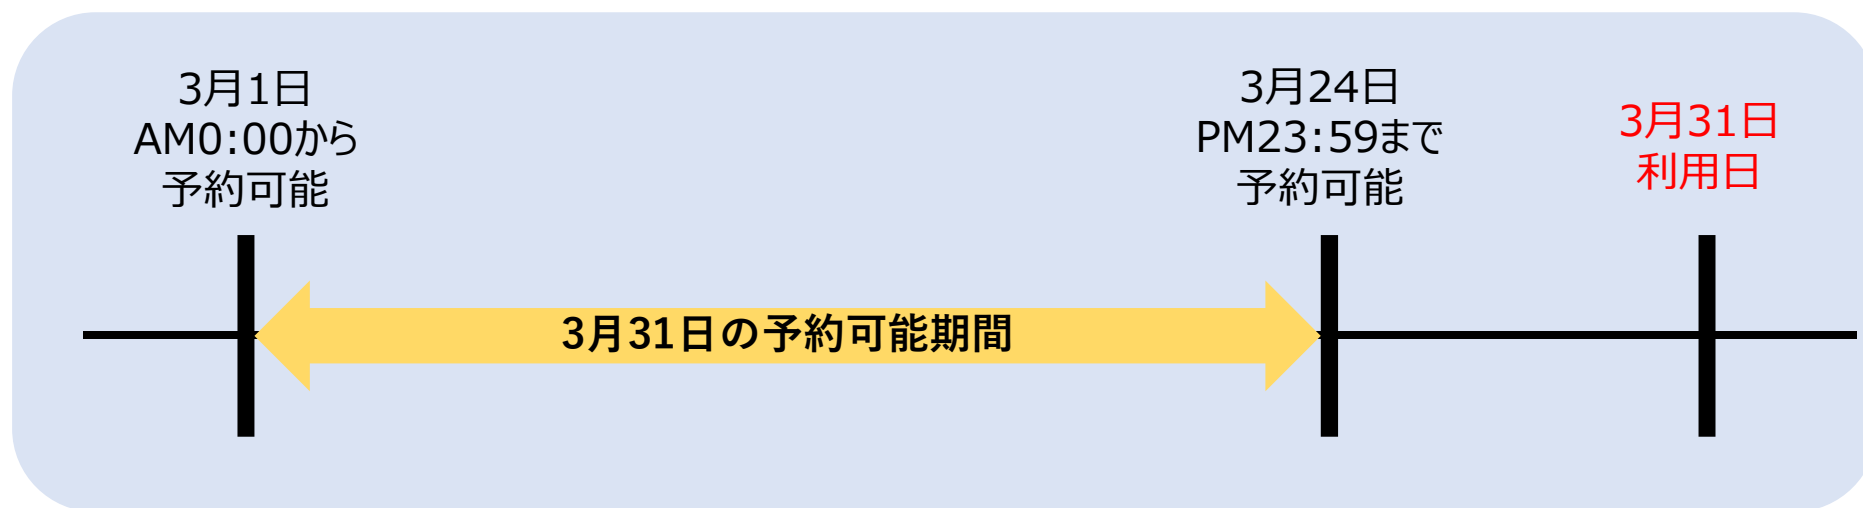 3月1日
AM0:00から
予約可能
3月24日
PM23:59まで
予約可能
3月31日
利用日
3月31日の予約可能期間